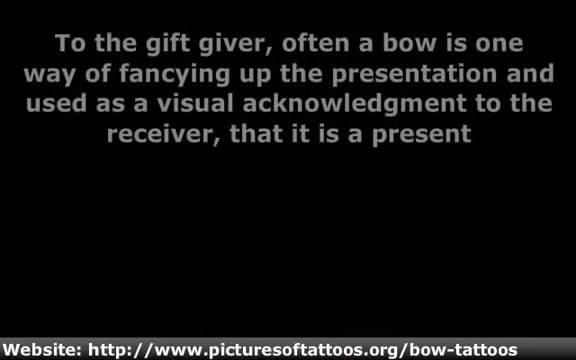 To the gift giver, often a bow is one
way of fancying up the presentation and
used as a visual acknowledgment to the
receiver, that it is a present
Website: http://www.picturesoftattoos.org/bow-tattoos